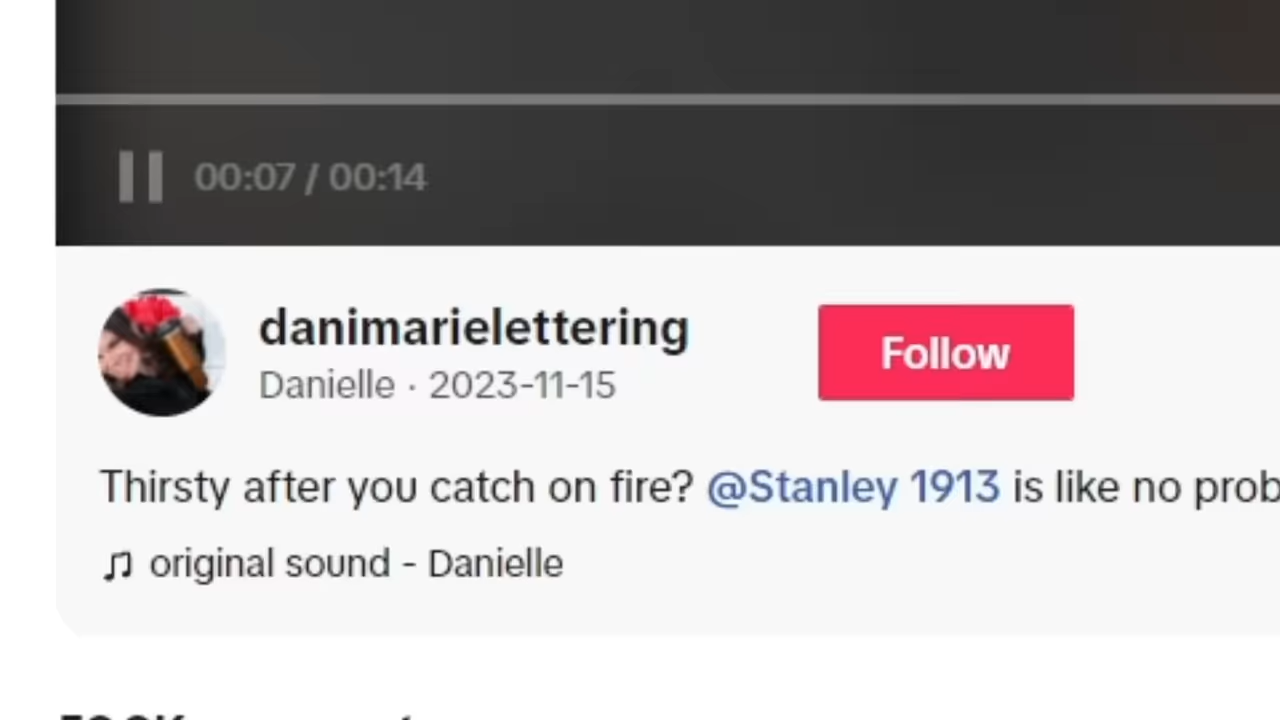 00:07 / 00:14
danimarielettering
Follow
Danielle · 2023-11-15
Thirsty after you catch on fire? @Stanley 1913 is like no prob
♫ original sound - Danielle